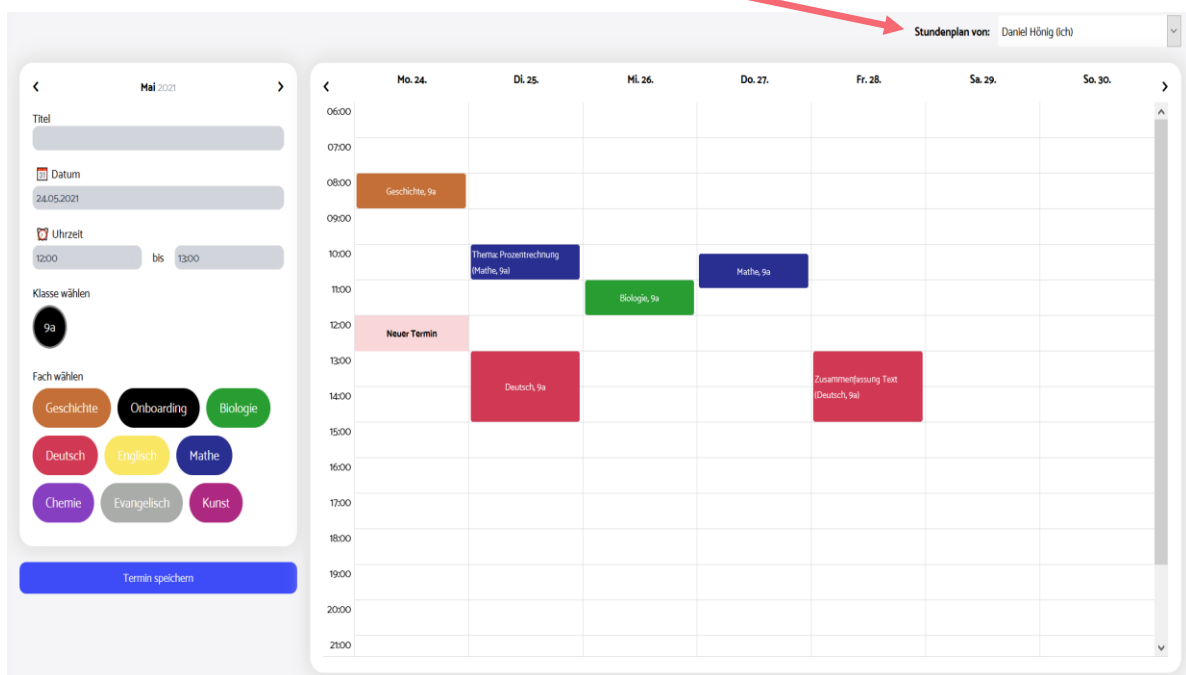 Stundenplan von: Daniel Hönig (ich)
Mai 2021
Titel
Datum
24.05.2021
Uhrzeit
12:00 bis 13:00
Klasse wählen
9a
Fach wählen
Geschichte Onboarding Biologie
Deutsch Englisch Mathe
Chemie Evangelisch Kunst
Termin speichern
Mo. 24. Di. 25. Mi. 26. Do. 27. Fr. 28. Sa. 29. So. 30.
06:00
07:00
08:00
Geschichte, 9a
09:00
10:00
Thema: Prozentrechnung
(Mathe, 9a)
Mathe, 9a
11:00
Biologie, 9a
12:00
Neuer Termin
13:00
Deutsch, 9a
Zusammenfassung Text
(Deutsch, 9a)
14:00
15:00
16:00
17:00
18:00
19:00
20:00
21:00